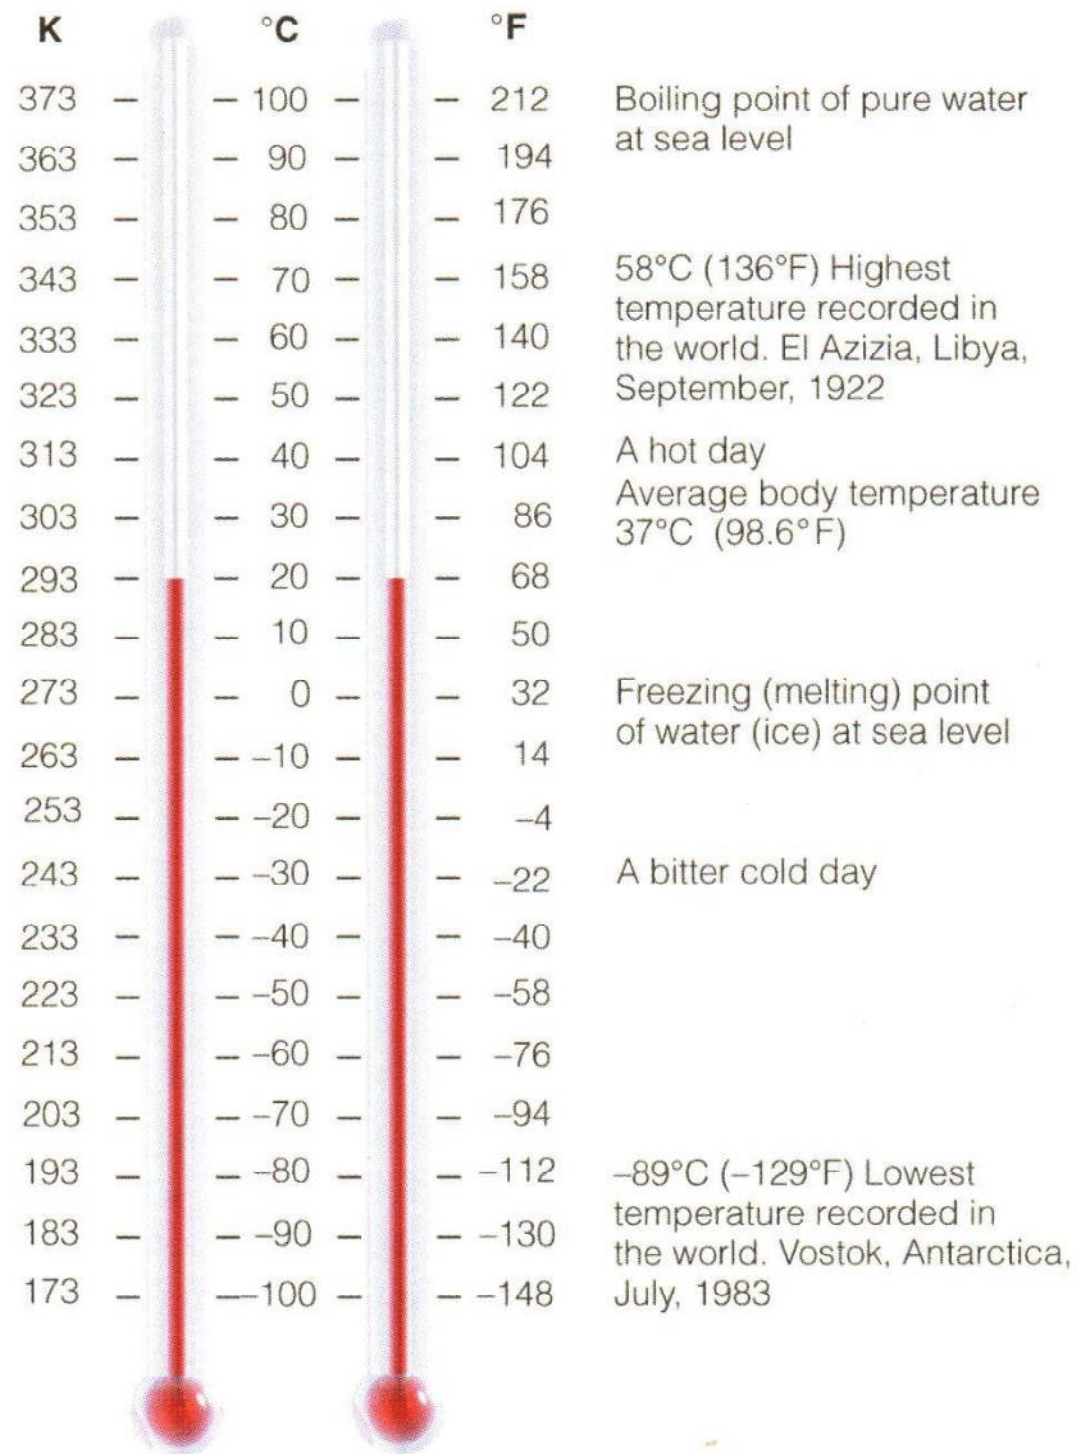 K °C °F
373 – – 100 – – 212 Boiling point of pure water
at sea level
363 – – 90 – – 194
353 – – 80 – – 176
343 – – 70 – – 158 58°C (136°F) Highest
temperature recorded in
333 – – 60 – – 140 the world. El Azizia, Libya,
323 – – 50 – – 122 September, 1922
313 – – 40 – – 104 A hot day
Average body temperature
303 – – 30 – – 86 37°C (98.6°F)
293 – – 20 – – 68
283 – – 10 – – 50
273 – – 0 – – 32 Freezing (melting) point
of water (ice) at sea level
263 – – –10 – – 14
253 – – –20 – – –4
243 – – –30 – – –22 A bitter cold day
233 – – –40 – – –40
223 – – –50 – – –58
213 – – –60 – – –76
203 – – –70 – – –94
193 – – –80 – – –112 –89°C (–129°F) Lowest
temperature recorded in
183 – – –90 – – –130 the world. Vostok, Antarctica,
173 – – –100 – – –148 July, 1983